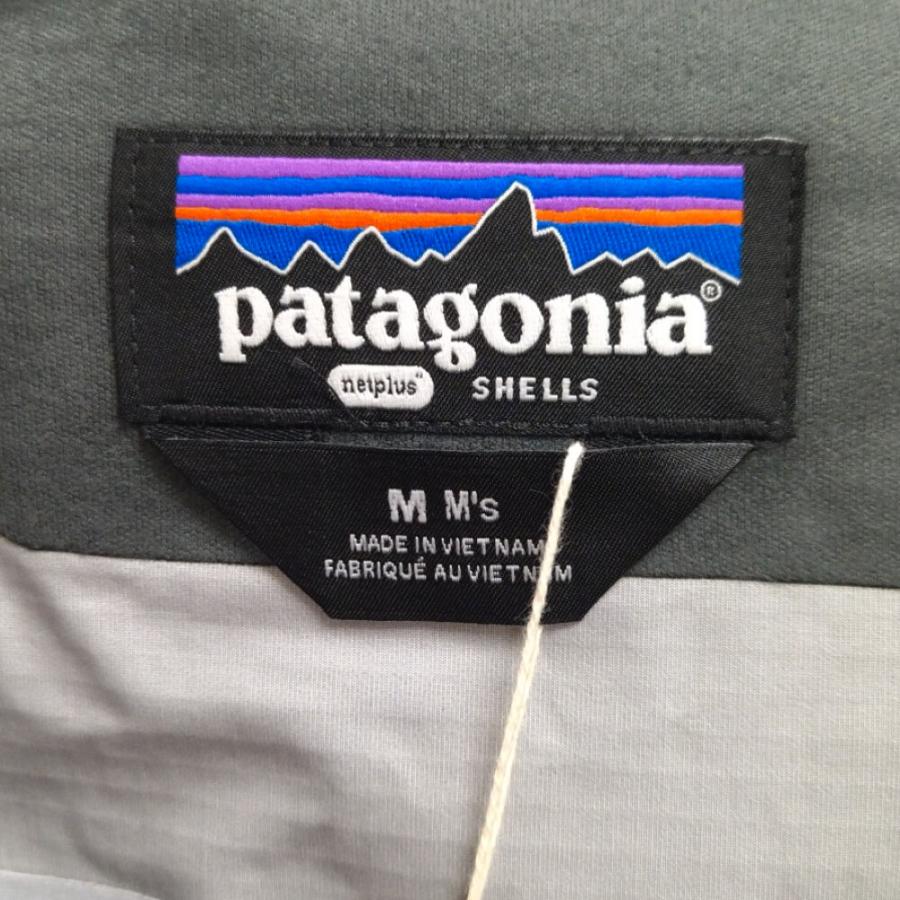 patagonia®
netplus® SHELLS
M M's
MADE IN VIETNAM
FABRIQUÉ AU VIETNAM